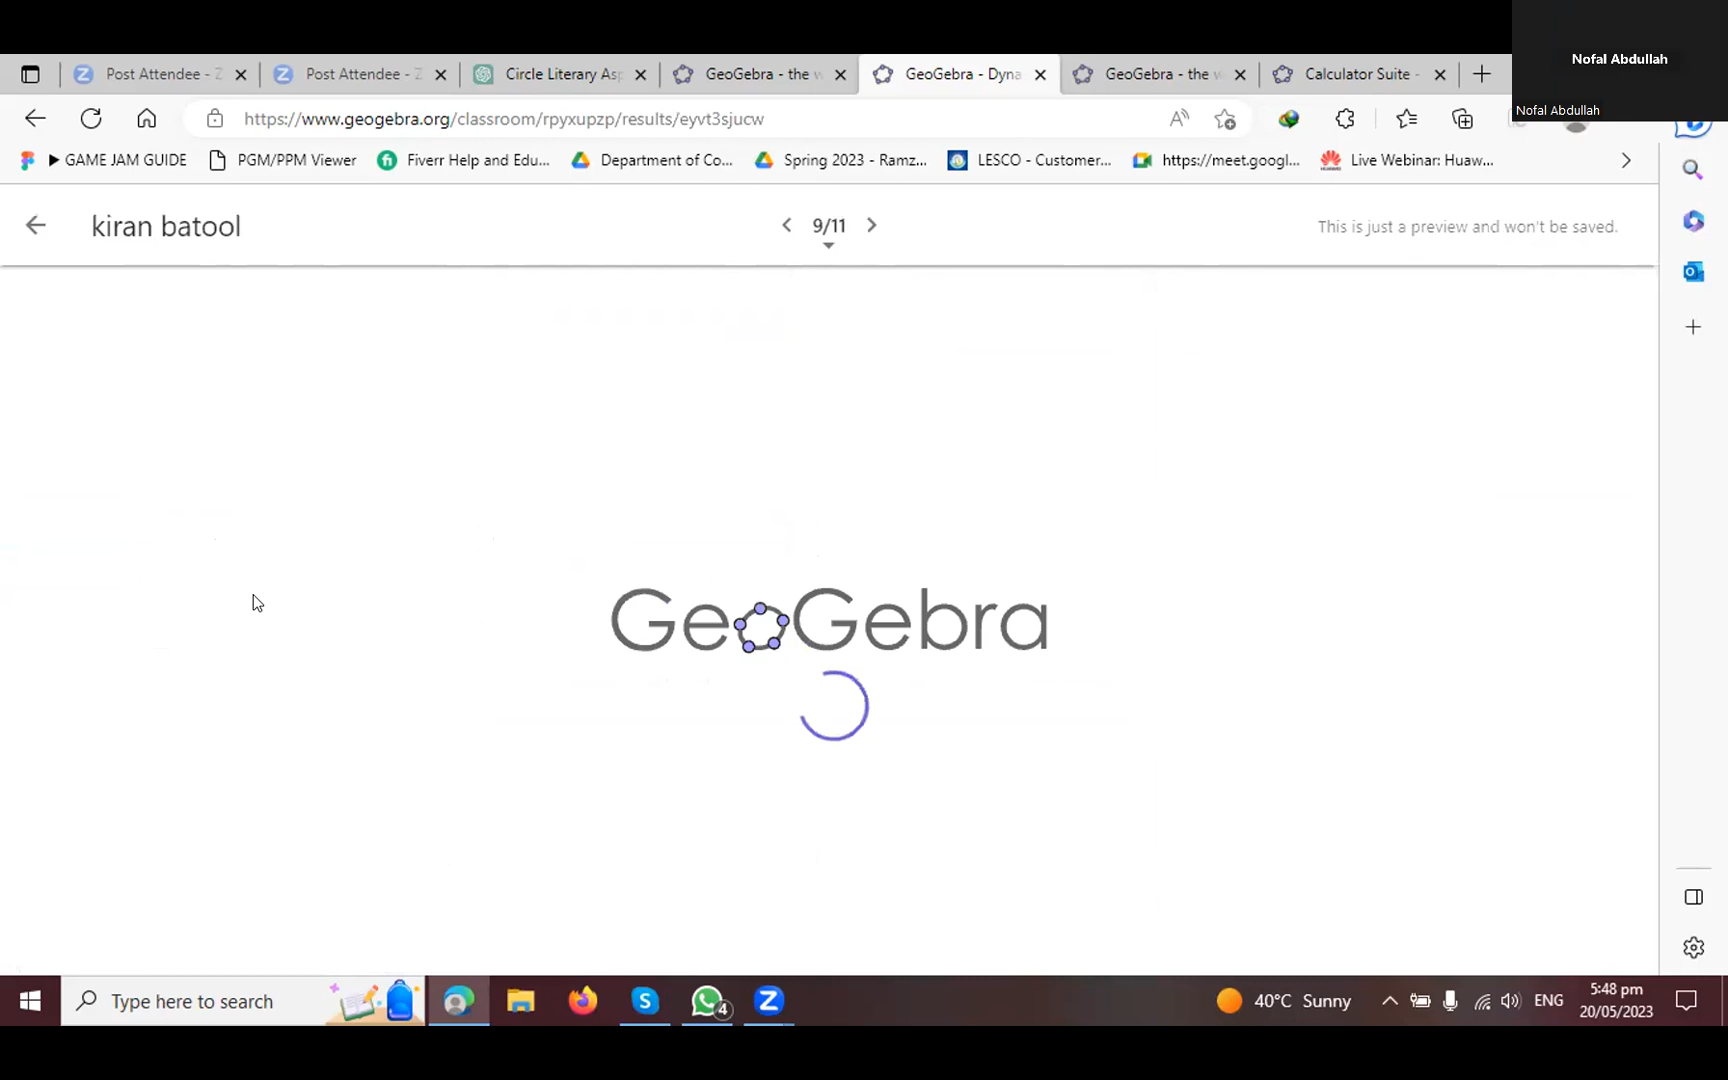 Nofal Abdullah
Nofal Abdullah
Post Attendee - Z
Post Attendee - Z
Circle Literary Asp
GeoGebra - the w
GeoGebra - Dyna
GeoGebra - the w
Calculator Suite -
https://www.geogebra.org/classroom/rpyxupzp/results/eyvt3sjucw
GAME JAM GUIDE
PGM/PPM Viewer
Fiverr Help and Edu...
Department of Co...
Spring 2023 - Ramz...
LESCO - Customer...
https://meet.googl...
Live Webinar: Huaw...
kiran batool
9/11
This is just a preview and won't be saved.
GeoGebra
Type here to search
4
40°C Sunny
ENG
5:48 pm
20/05/2023